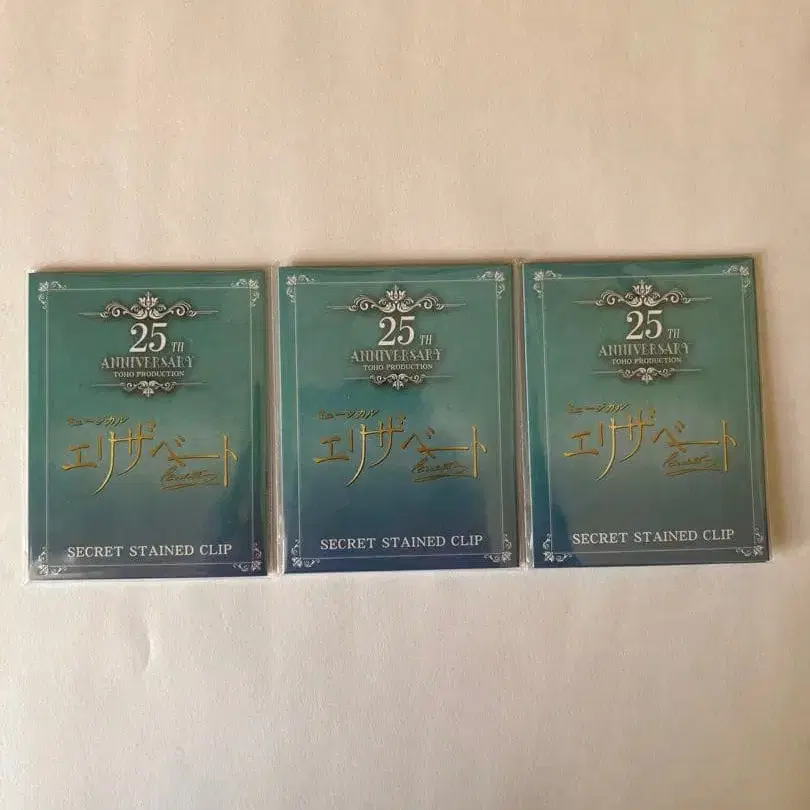 25TH
ANNIVERSARY
TOHO PRODUCTION
ミュージカル
エリザベート
SECRET STAINED CLIP
25TH
ANNIVERSARY
TOHO PRODUCTION
ミュージカル
エリザベート
SECRET STAINED CLIP
25TH
ANNIVERSARY
TOHO PRODUCTION
ミュージカル
エリザベート
SECRET STAINED CLIP